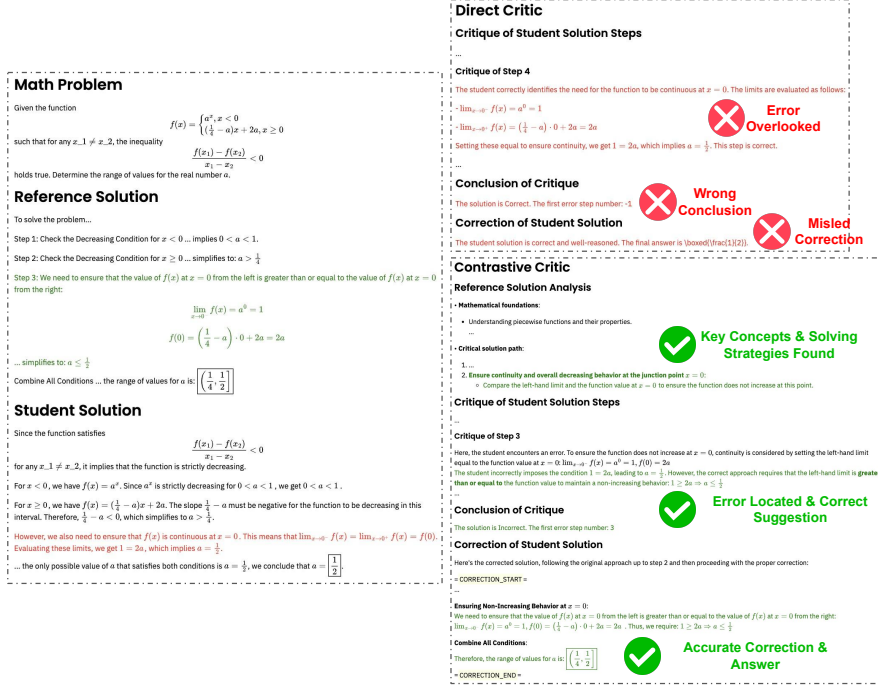 Math Problem
Given the function
f(x) = { a^x, x < 0
(1/4 − a)x + 2a, x ≥ 0
such that for any x_1 ≠ x_2, the inequality
(f(x₁) − f(x₂)) / (x₁ − x₂) < 0
holds true. Determine the range of values for the real number a.
Reference Solution
To solve the problem...
Step 1: Check the Decreasing Condition for x < 0 ... implies 0 < a < 1.
Step 2: Check the Decreasing Condition for x ≥ 0 ... simplifies to: a > 1/4
Step 3: We need to ensure that the value of f(x) at x = 0 from the left is greater than or equal to the value of f(x) at x = 0
from the right:
lim x→0⁻ f(x) = a⁰ = 1
f(0) = (1/4 − a) · 0 + 2a = 2a
... simplifies to: a ≤ 1/2
Combine All Conditions ... the range of values for a is: (1/4, 1/2]
Student Solution
Since the function satisfies
(f(x₁) − f(x₂)) / (x₁ − x₂) < 0
for any x_1 ≠ x_2, it implies that the function is strictly decreasing.
For x < 0, we have f(x) = a^x. Since a^x is strictly decreasing for 0 < a < 1 , we get 0 < a < 1 .
For x ≥ 0 , we have f(x) = (1/4 − a)x + 2a. The slope 1/4 − a must be negative for the function to be decreasing in this
interval. Therefore, 1/4 − a < 0, which simplifies to a > 1/4.
However, we also need to ensure that f(x) is continuous at x = 0 . This means that lim x→0⁻ f(x) = lim x→0⁺ f(x) = f(0).
Evaluating these limits, we get 1 = 2a, which implies a = 1/2.
... the only possible value of a that satisfies both conditions is a = 1/2, we conclude that a = 1/2.
Direct Critic
Critique of Student Solution Steps
...
Critique of Step 4
The student correctly identifies the need for the function to be continuous at x = 0. The limits are evaluated as follows:
- lim x→0⁻ f(x) = a⁰ = 1
- lim x→0⁺ f(x) = (1/4 − a) · 0 + 2a = 2a
Error
Overlooked
Setting these equal to ensure continuity, we get 1 = 2a, which implies a = 1/2. This step is correct.
...
Conclusion of Critique
The solution is Correct. The first error step number: -1
Wrong
Conclusion
Correction of Student Solution
The student solution is correct and well-reasoned. The final answer is \boxed{\frac{1}{2}}.
Misled
Correction
Contrastive Critic
Reference Solution Analysis
• Mathematical foundations:
• Understanding piecewise functions and their properties.
...
• Critical solution path:
Key Concepts & Solving
Strategies Found
1. ...
2. Ensure continuity and overall decreasing behavior at the junction point x = 0:
○ Compare the left-hand limit and the function value at x = 0 to ensure the function does not increase at this point.
Critique of Student Solution Steps
...
Critique of Step 3
Here, the student encounters an error. To ensure the function does not increase at x = 0, continuity is considered by setting the left-hand limit
equal to the function value at x = 0: lim x→0⁻ f(x) = a⁰ = 1, f(0) = 2a
The student incorrectly imposes the condition 1 = 2a, leading to a = 1/2. However, the correct approach requires that the left-hand limit is greate
than or equal to the function value to maintain a non-increasing behavior: 1 ≥ 2a ⇒ a ≤ 1/2
...
Conclusion of Critique
The solution is Incorrect. The first error step number: 3
Error Located & Correct
Suggestion
Correction of Student Solution
Here's the corrected solution, following the original approach up to step 2 and then proceeding with the proper correction:
= CORRECTION_START =
...
Ensuring Non-Increasing Behavior at x = 0:
We need to ensure that the value of f(x) at x = 0 from the left is greater than or equal to the value of f(x) at x = 0 from the right:
lim x→0⁻ f(x) = a⁰ = 1, f(0) = (1/4 − a) · 0 + 2a = 2a . Thus, we require: 1 ≥ 2a ⇒ a ≤ 1/2
Combine All Conditions:
Therefore, the range of values for a is: (1/4, 1/2]
= CORRECTION_END =
Accurate Correction &
Answer